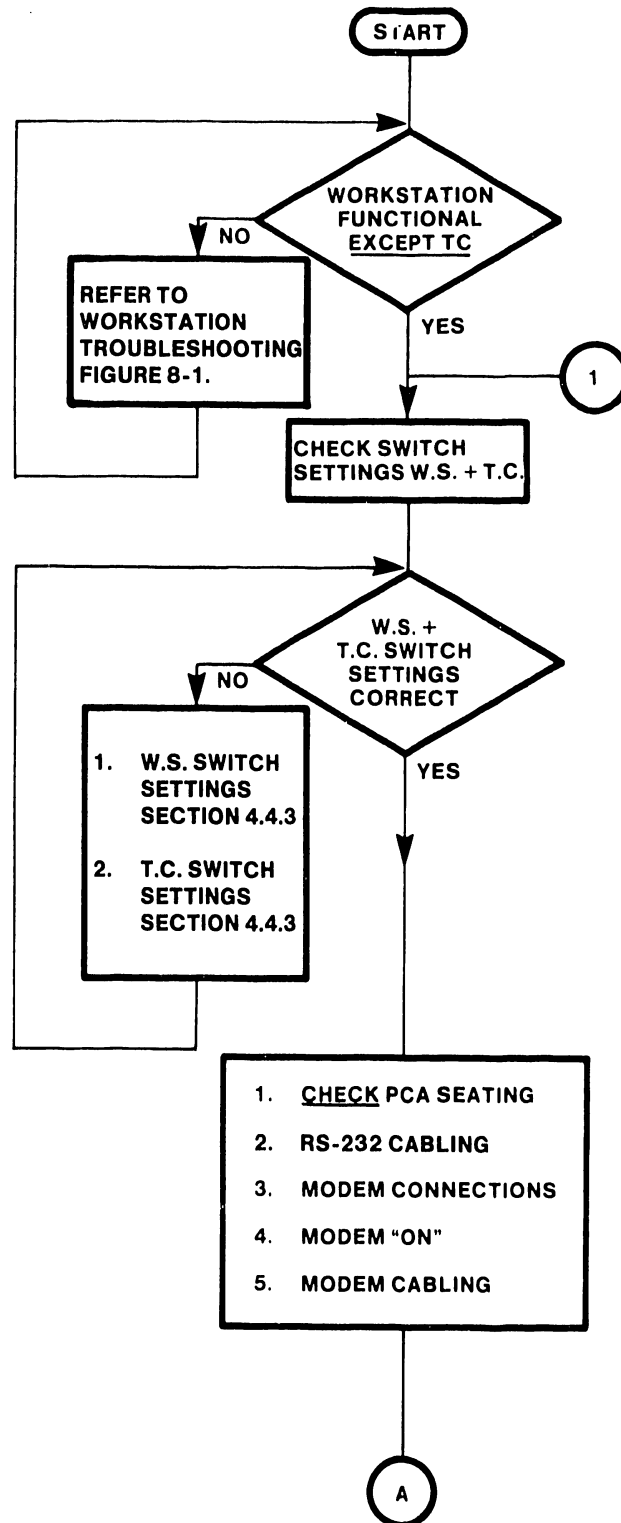 START
WORKSTATION
FUNCTIONAL
EXCEPT TC
NO
REFER TO
WORKSTATION
TROUBLESHOOTING
FIGURE 8-1.
YES
1
CHECK SWITCH
SETTINGS W.S. + T.C.
W.S. +
T.C. SWITCH
SETTINGS
CORRECT
NO
1. W.S. SWITCH
SETTINGS
SECTION 4.4.3
2. T.C. SWITCH
SETTINGS
SECTION 4.4.3
YES
1. CHECK PCA SEATING
2. RS-232 CABLING
3. MODEM CONNECTIONS
4. MODEM “ON”
5. MODEM CABLING
A